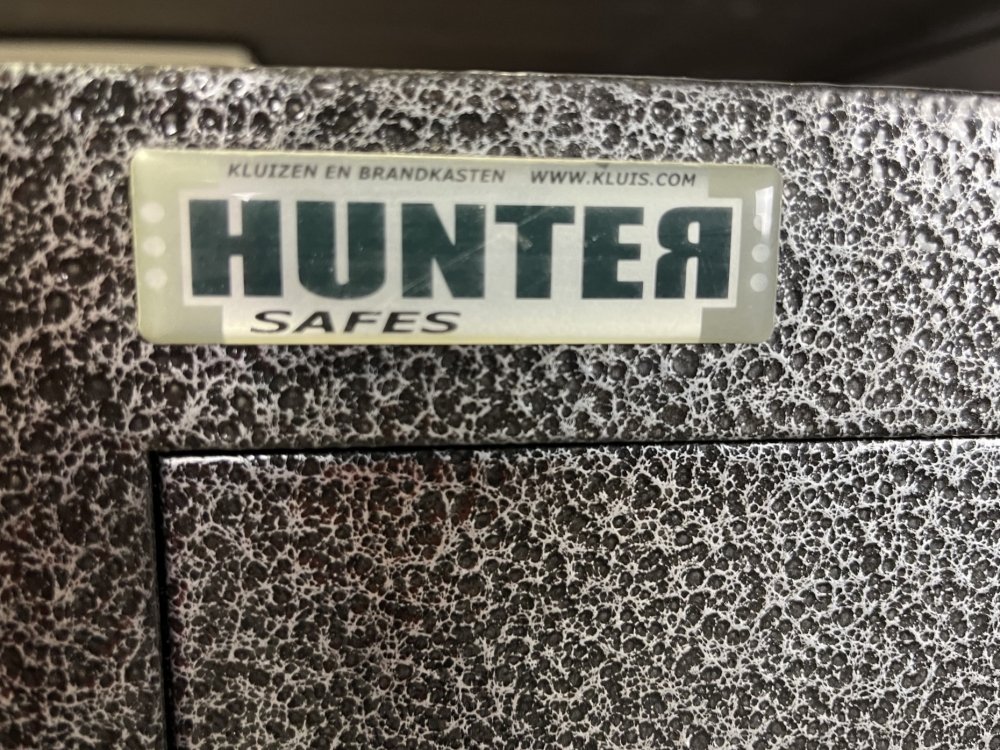 KLUIZEN EN BRANDKASTEN WWW.KLUIS.COM
HUNTER
SAFES